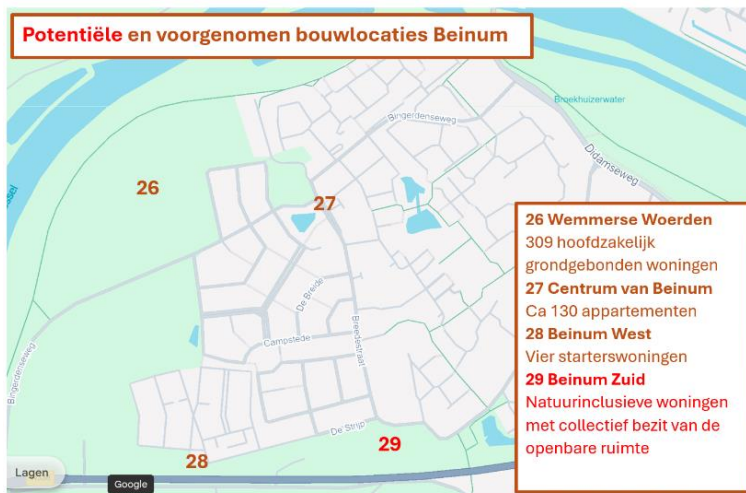 Potentiële en voorgenomen bouwlocaties Beinum
Broekhuizerwater
Bingerdenseweg
Didamseweg
26
27
De Breide
Campstede
Breedestraat
Bingerdenseweg
De Strijp
29
28
Lagen
Google
26 Wemmerse Woerden
309 hoofdzakelijk
grondgebonden woningen
27 Centrum van Beinum
Ca 130 appartementen
28 Beinum West
Vier starterswoningen
29 Beinum Zuid
Natuurinclusieve woningen
met collectief bezit van de
openbare ruimte